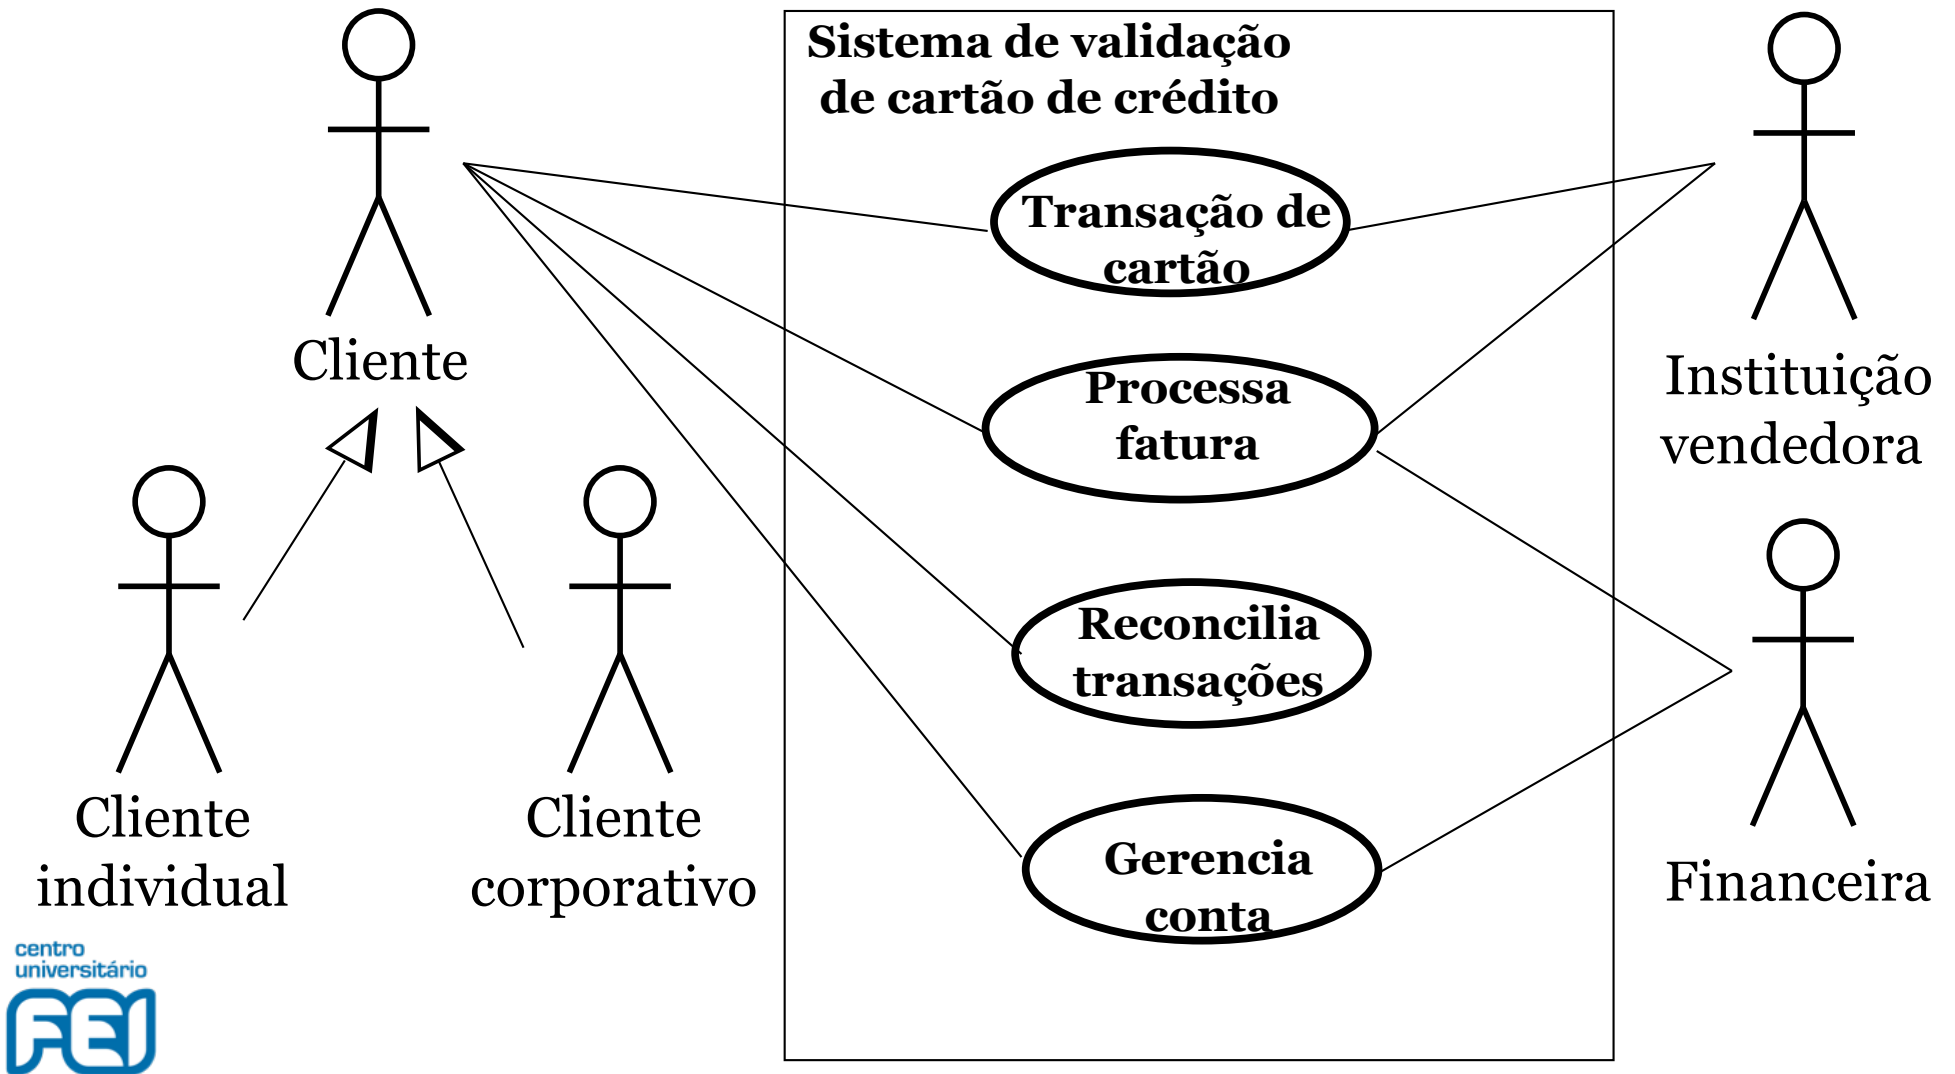 Sistema de validação
de cartão de crédito
Transação de
cartão
Processa
fatura
Reconcilia
transações
Gerencia
conta
Cliente
Cliente
individual
Cliente
corporativo
Instituição
vendedora
Financeira
centro
universitário
FEI